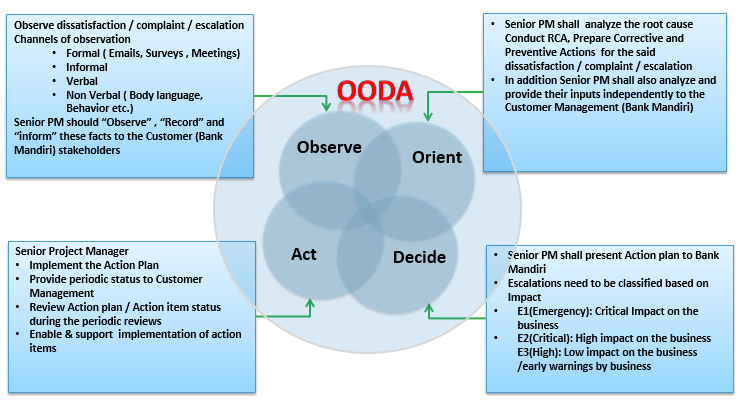 Observe dissatisfaction / complaint / escalation
Channels of observation
• Formal ( Emails, Surveys , Meetings)
• Informal
• Verbal
• Non Verbal ( Body language,
Behavior etc.)
Senior PM should “Observe” , “Record” and
“inform” these facts to the Customer (Bank
Mandiri) stakeholders
• Senior PM shall analyze the root cause
Conduct RCA, Prepare Corrective and
Preventive Actions for the said
dissatisfaction / complaint / escalation
• In addition Senior PM shall also analyze and
provide their inputs independently to the
Customer Management (Bank Mandiri)
OODA
Observe
Orient
Act
Decide
Senior Project Manager
• Implement the Action Plan
• Provide periodic status to Customer
Management
• Review Action plan / Action item status
during the periodic reviews
• Enable & support implementation of action
items
• Senior PM shall present Action plan to Bank
Mandiri
• Escalations need to be classified based on
Impact
• E1(Emergency): Critical Impact on the
business
• E2(Critical): High impact on the business
E3(High): Low impact on the business
/early warnings by business